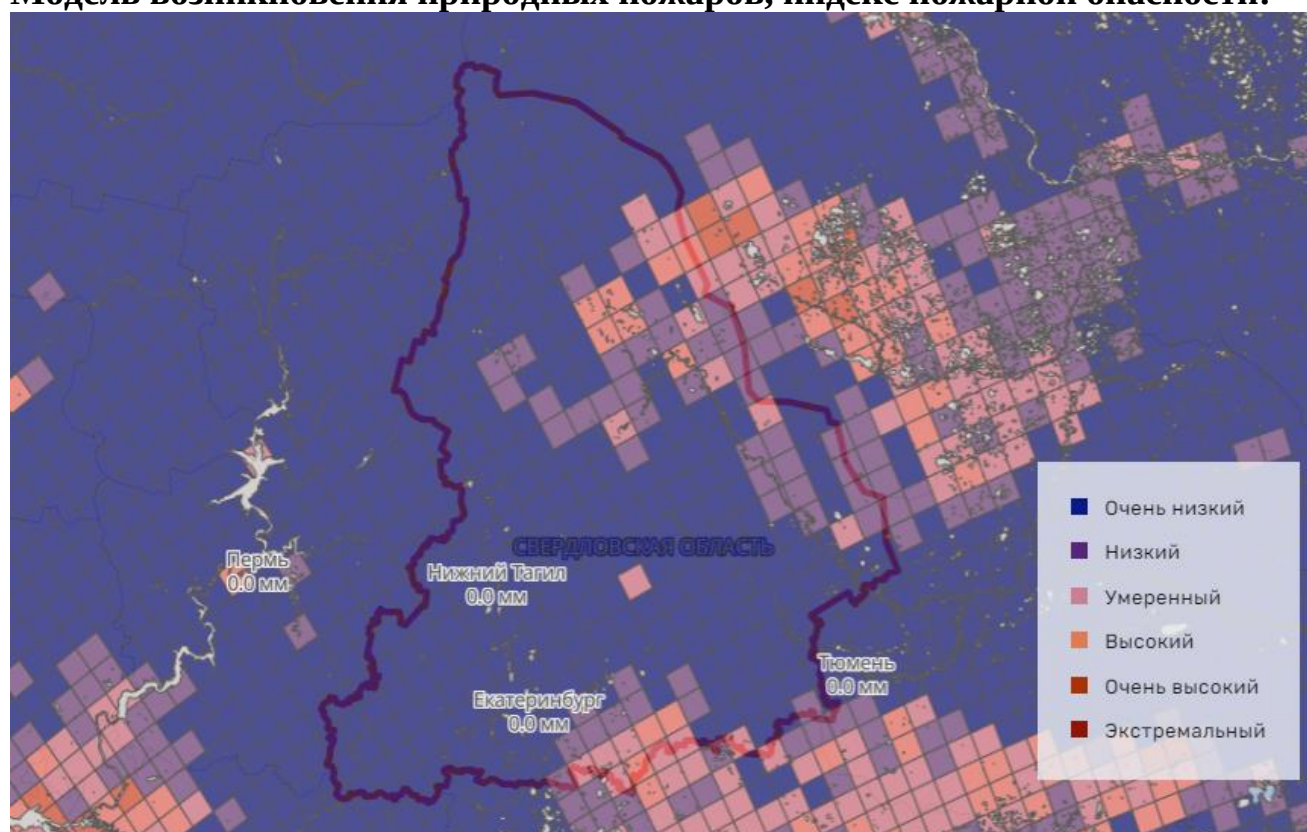 Модель возникновения природных пожаров, индекс пожарной опасности:
СВЕРДЛОВСКАЯ ОБЛАСТЬ
Пермь
0.0 мм
Нижний Тагил
0.0 мм
Екатеринбург
0.0 мм
Тюмень
0.0 мм
Очень низкий
Низкий
Умеренный
Высокий
Очень высокий
Экстремальный